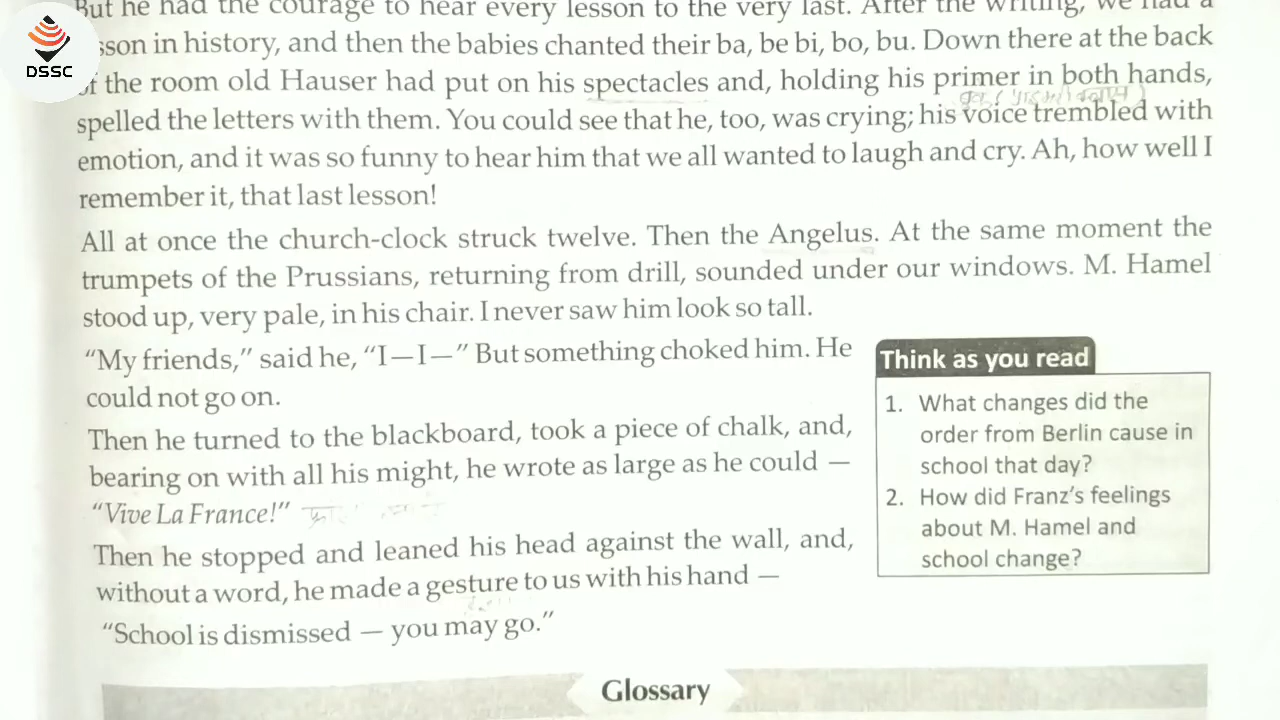 But he had the courage to hear every lesson to the very last. After the writing, we had a
sson in history, and then the babies chanted their ba, be bi, bo, bu. Down there at the back
of the room old Hauser had put on his spectacles and, holding his primer in both hands,
spelled the letters with them. You could see that he, too, was crying; his voice trembled with
emotion, and it was so funny to hear him that we all wanted to laugh and cry. Ah, how well I
remember it, that last lesson!
All at once the church-clock struck twelve. Then the Angelus. At the same moment the
trumpets of the Prussians, returning from drill, sounded under our windows. M. Hamel
stood up, very pale, in his chair. I never saw him look so tall.
“My friends,” said he, “I—I—” But something choked him. He
could not go on.
Then he turned to the blackboard, took a piece of chalk, and,
bearing on with all his might, he wrote as large as he could —
“Vive La France!”
Then he stopped and leaned his head against the wall, and,
without a word, he made a gesture to us with his hand —
“School is dismissed — you may go.”
Think as you read
1. What changes did the
order from Berlin cause in
school that day?
2. How did Franz’s feelings
about M. Hamel and
school change?
Glossary
DSSC